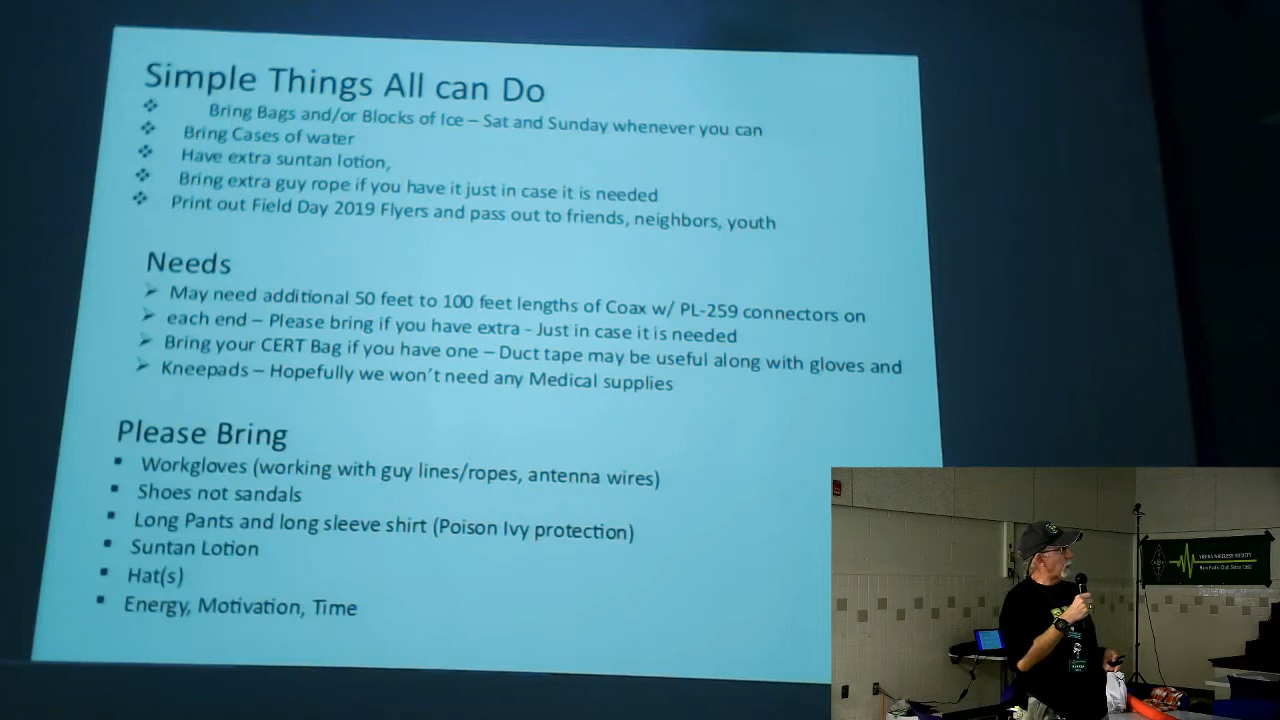 Simple Things All can Do
❖ Bring Bags and/or Blocks of Ice – Sat and Sunday whenever you can
❖ Bring Cases of water
❖ Have extra suntan lotion,
❖ Bring extra guy rope if you have it just in case it is needed
❖ Print out Field Day 2019 Flyers and pass out to friends, neighbors, youth
Needs
➢ May need additional 50 feet to 100 feet lengths of Coax w/ PL-259 connectors on
➢ each end – Please bring if you have extra - Just in case it is needed
➢ Bring your CERT Bag if you have one – Duct tape may be useful along with gloves and
➢ Kneepads – Hopefully we won't need any Medical supplies
Please Bring
▪ Workgloves (working with guy lines/ropes, antenna wires)
▪ Shoes not sandals
▪ Long Pants and long sleeve shirt (Poison Ivy protection)
▪ Suntan Lotion
▪ Hat(s)
▪ Energy, Motivation, Time
WIRELESS SOCIETY